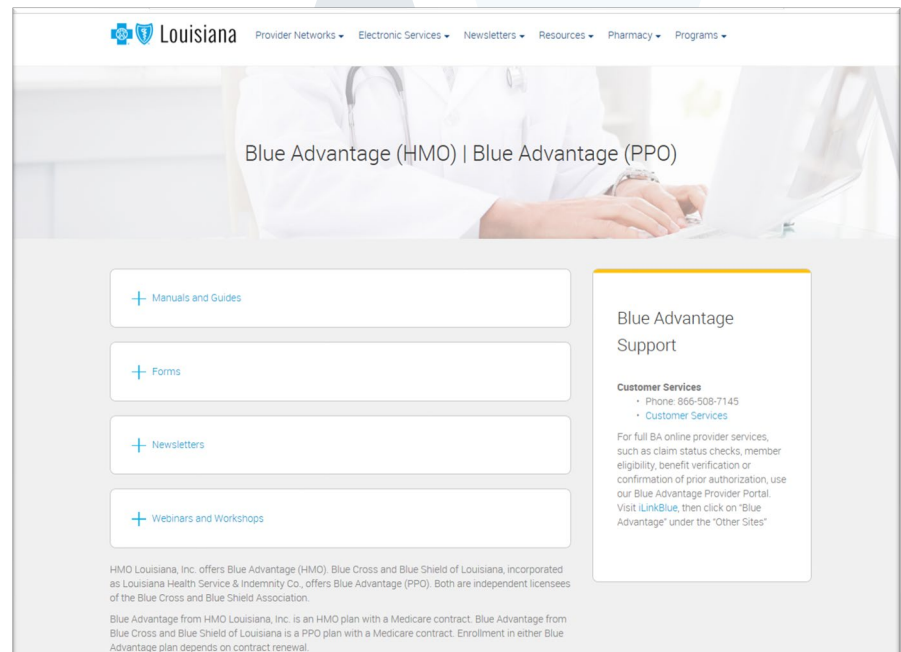 Louisiana
Provider Networks Electronic Services Newsletters Resources Pharmacy Programs
Blue Advantage (HMO) | Blue Advantage (PPO)
Manuals and Guides
Forms
Newsletters
Webinars and Workshops
HMO Louisiana, Inc. offers Blue Advantage (HMO). Blue Cross and Blue Shield of Louisiana, incorporated
as Louisiana Health Service & Indemnity Co., offers Blue Advantage (PPO). Both are independent licensees
of the Blue Cross and Blue Shield Association.
Blue Advantage from HMO Louisiana, Inc. is an HMO plan with a Medicare contract. Blue Advantage from
Blue Cross and Blue Shield of Louisiana is a PPO plan with a Medicare contract. Enrollment in either Blue
Advantage plan depends on contract renewal.
Blue Advantage
Support
Customer Services
• Phone: 866-508-7145
• Customer Services
For full BA online provider services,
such as claim status checks, member
eligibility, benefit verification or
confirmation of prior authorization, use
our Blue Advantage Provider Portal.
Visit iLinkBlue, then click on "Blue
Advantage" under the "Other Sites"